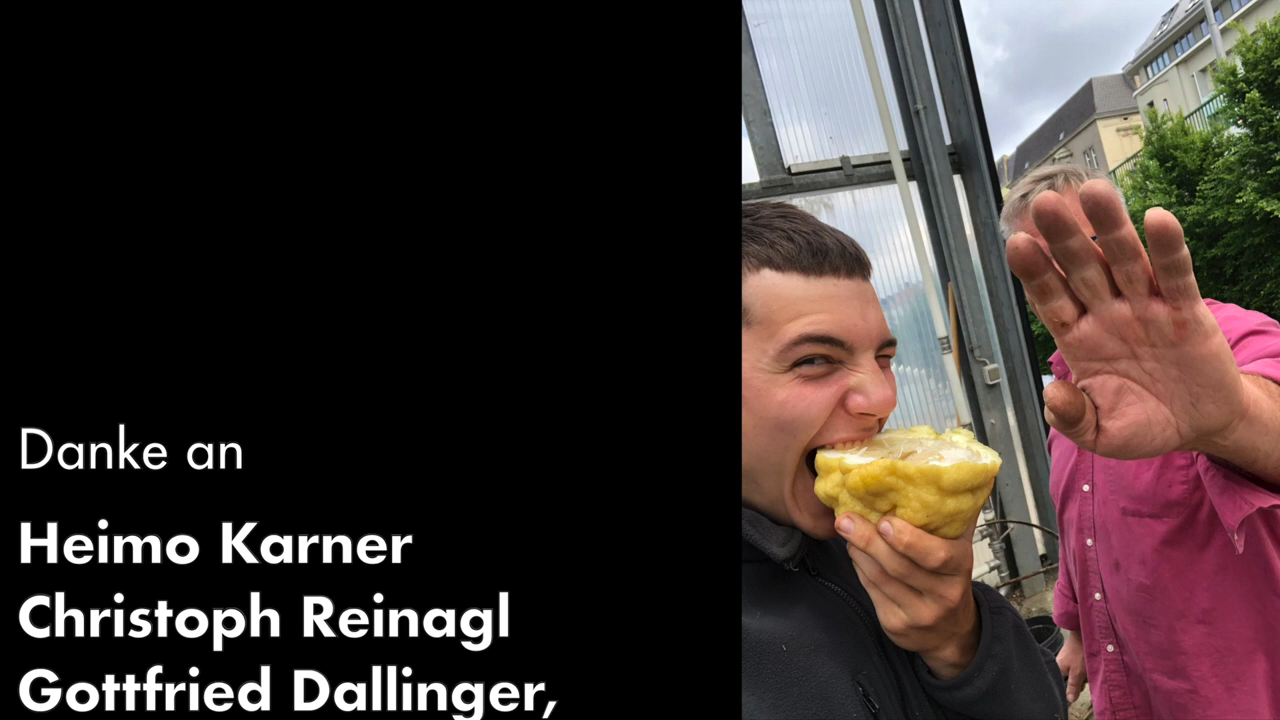 Danke an
Heimo Karner
Christoph Reinagl
Gottfried Dallinger,